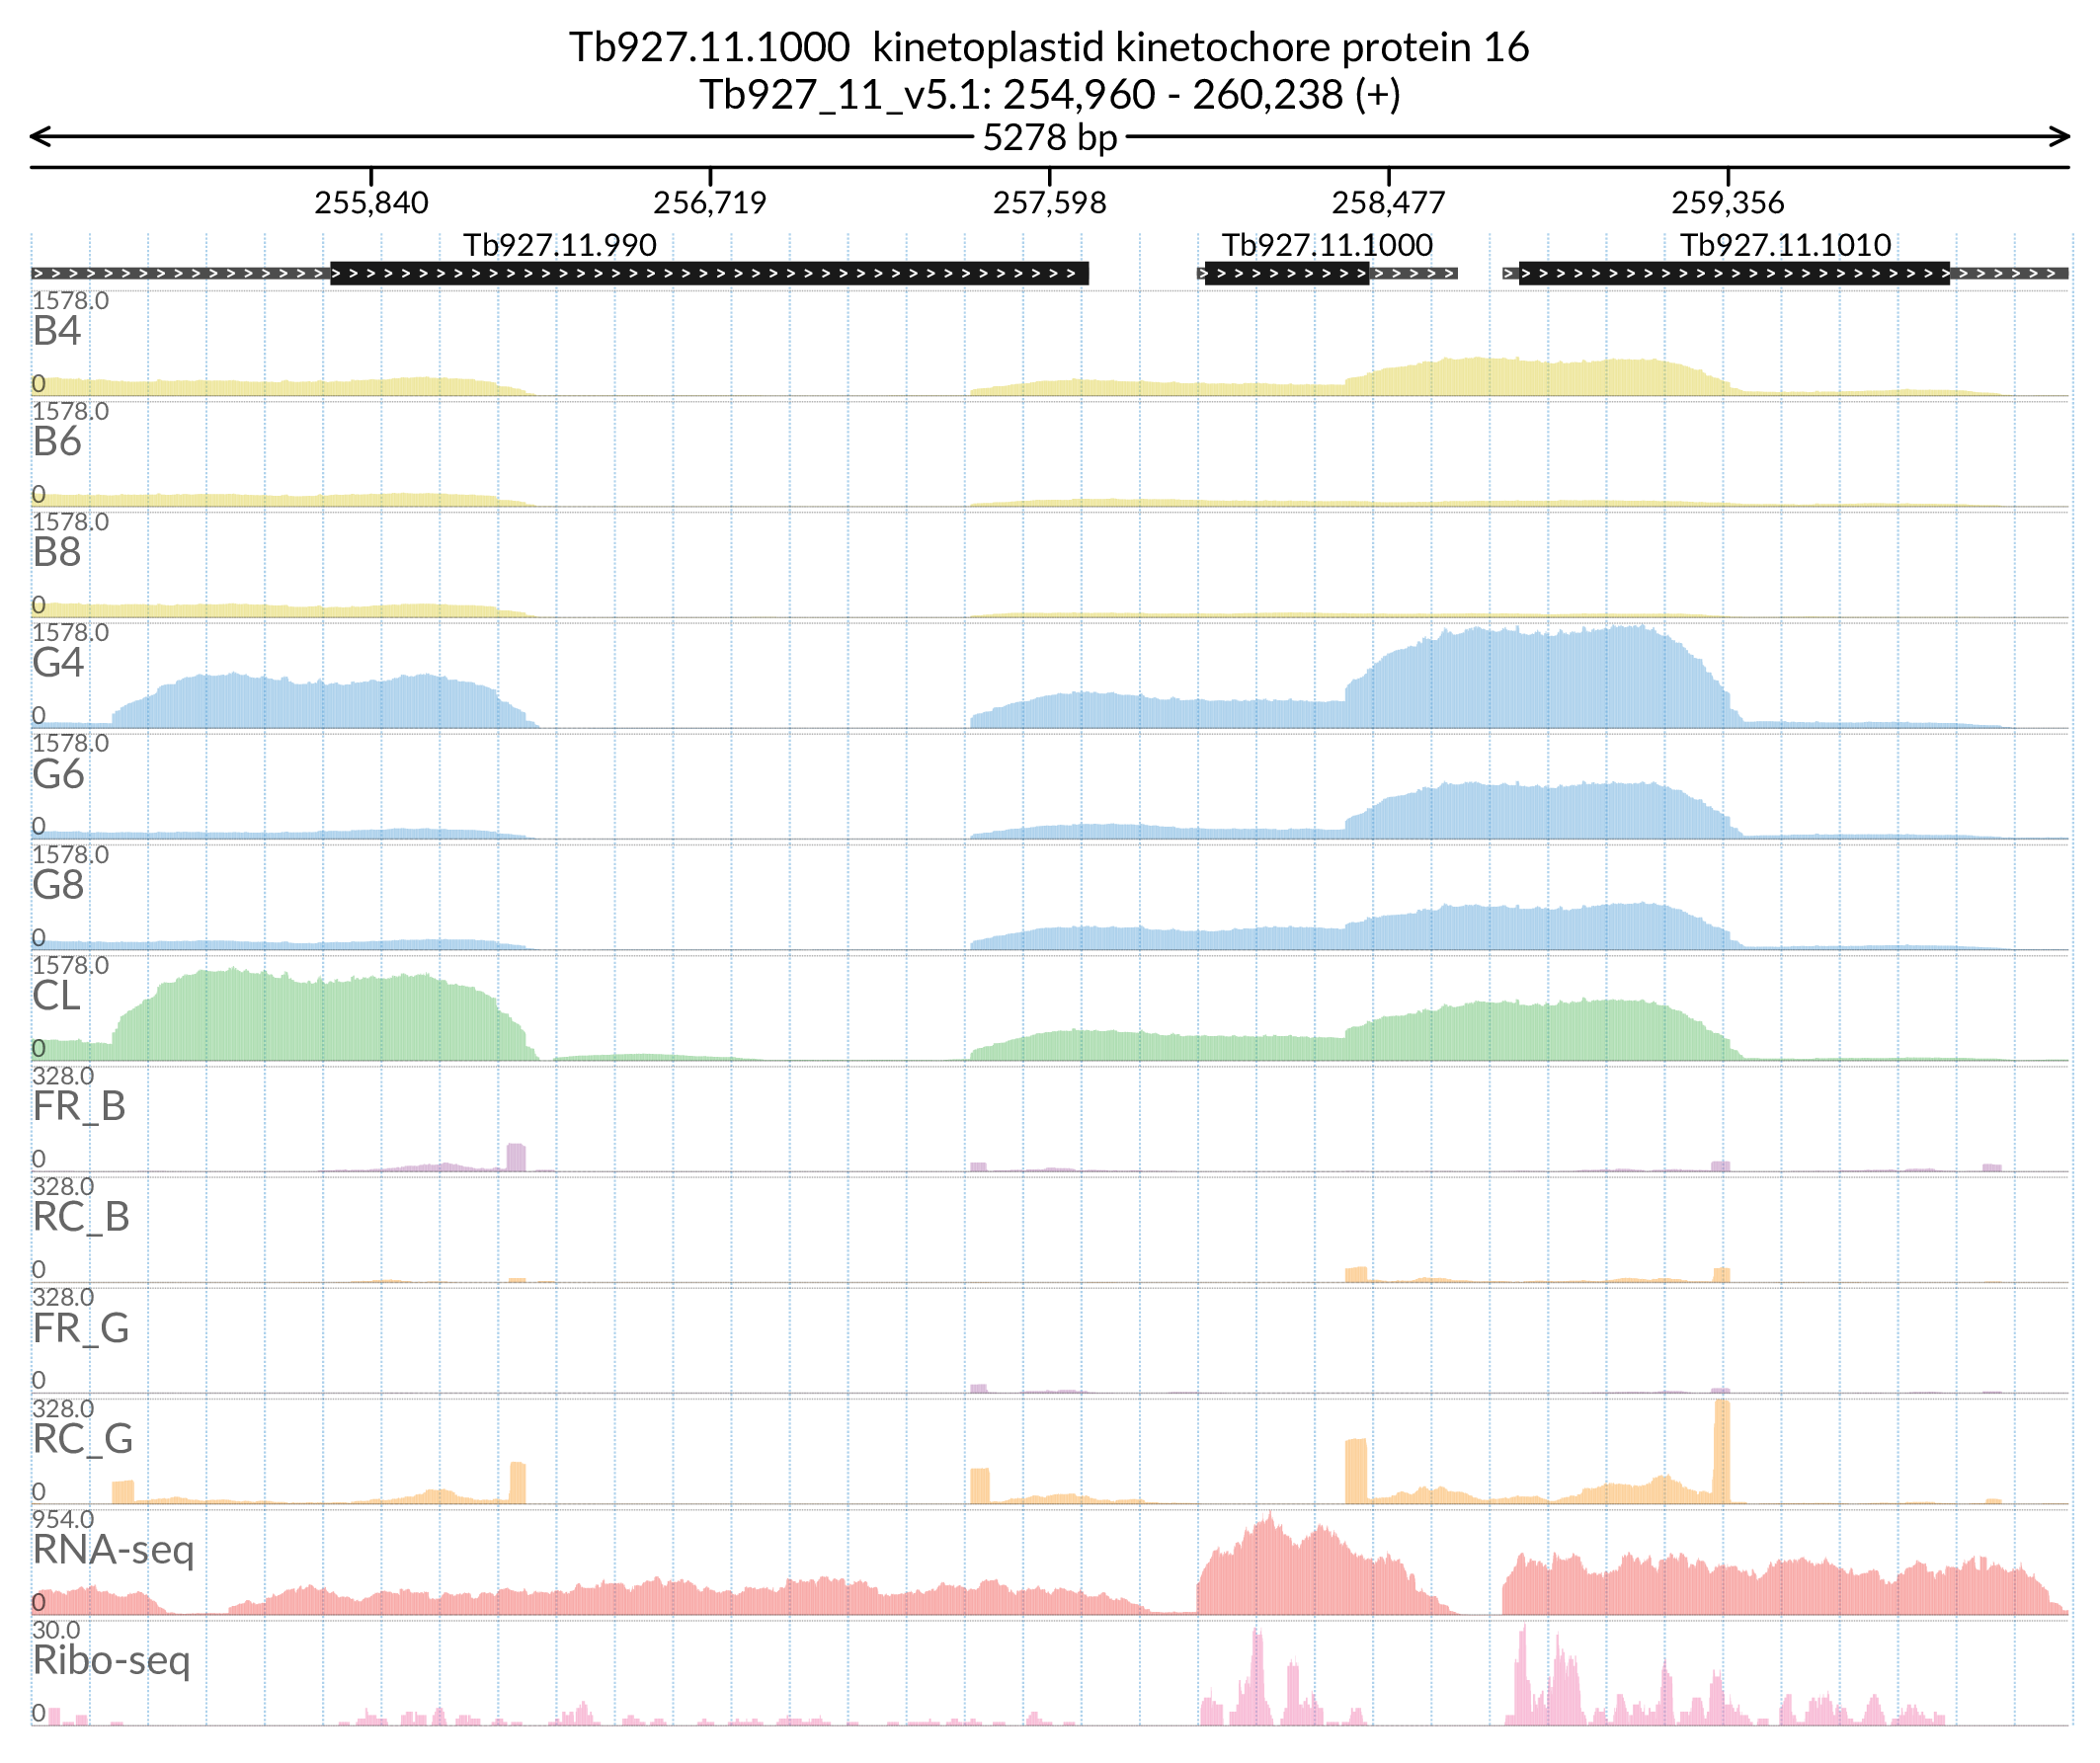 Tb927.11.1000  kinetoplastid kinetochore protein 16
Tb927_11_v5.1: 254,960 - 260,238 (+)
5278 bp
255,840 256,719 257,598 258,477 259,356
Tb927.11.990 Tb927.11.1000 Tb927.11.1010
1578.0
B4
0
1578.0
B6
0
1578.0
B8
0
1578.0
G4
0
1578.0
G6
0
1578.0
G8
0
1578.0
CL
0
328.0
FR_B
0
328.0
RC_B
0
328.0
FR_G
0
328.0
RC_G
0
954.0
RNA-seq
0
30.0
Ribo-seq
0